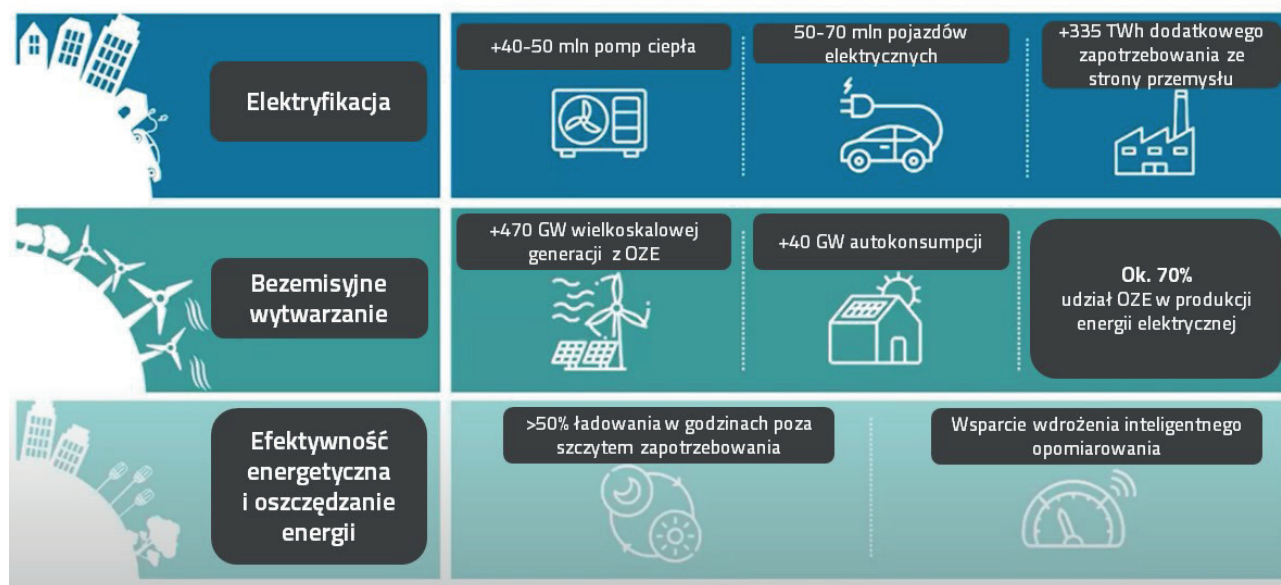 Elektryfikacja
+40-50 mln pomp ciepła
50-70 mln pojazdów
elektrycznych
+335 TWh dodatkowego
zapotrzebowania ze
strony przemysłu
Bezemisyjne
wytwarzanie
+470 GW wielkoskalowej
generacji z OZE
+40 GW autokonsumpcji
Ok. 70%
udział OZE w produkcji
energii elektrycznej
Efektywność
energetyczna
i oszczędzanie
energii
>50% ładowania w godzinach poza
szczytem zapotrzebowania
Wsparcie wdrożenia inteligentnego
opomiarowania